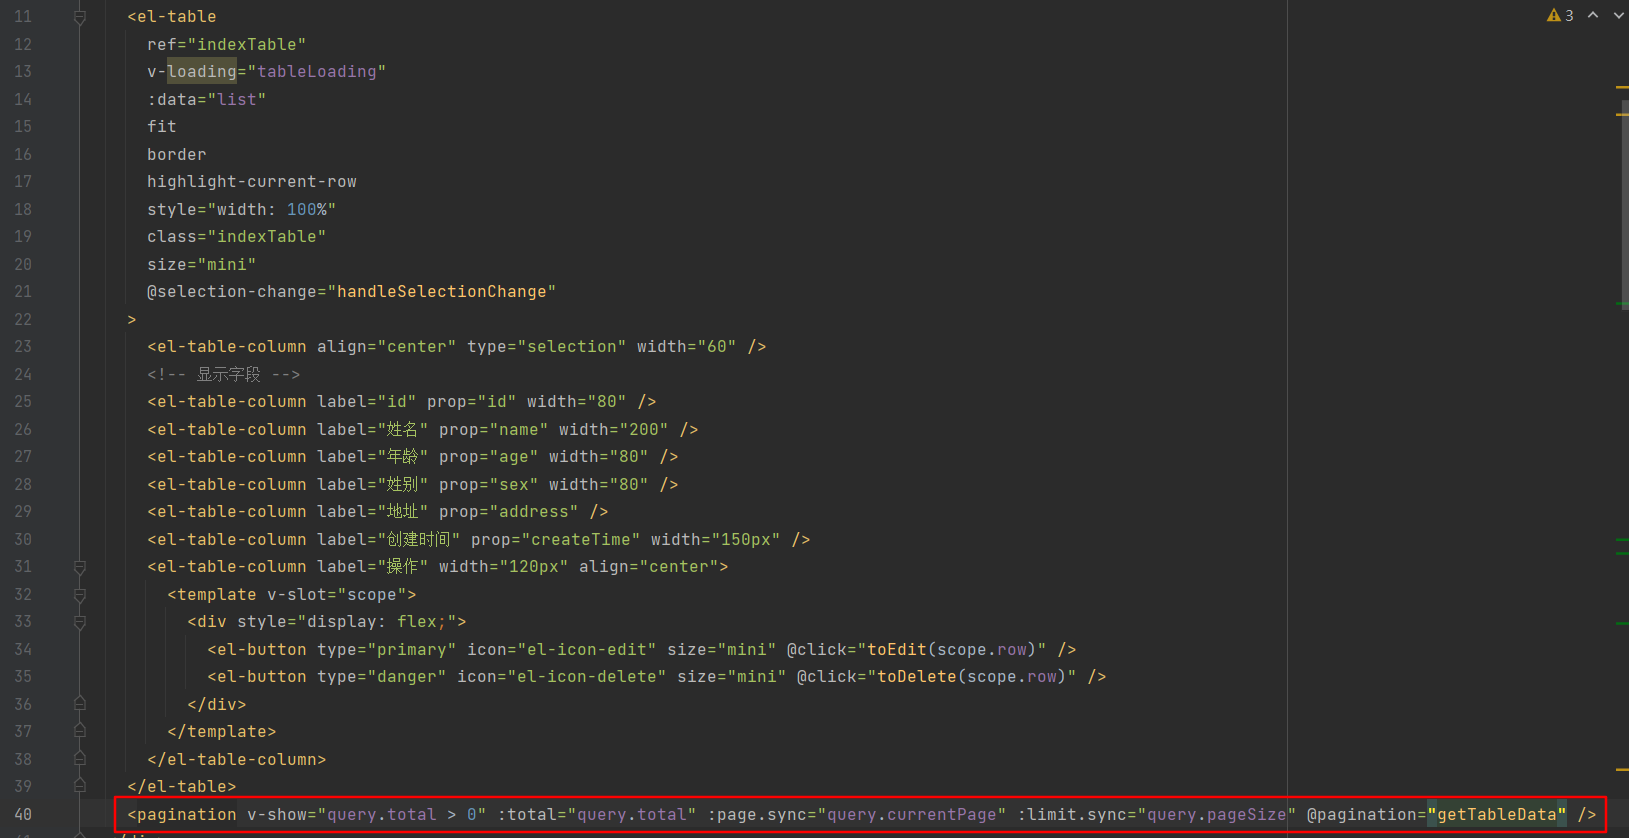 11 <el-table
12 ref="indexTable"
13 v-loading="tableLoading"
14 :data="list"
15 fit
16 border
17 highlight-current-row
18 style="width: 100%"
19 class="indexTable"
20 size="mini"
21 @selection-change="handleSelectionChange"
22 >
23 <el-table-column align="center" type="selection" width="60" />
24 <!-- 显示字段 -->
25 <el-table-column label="id" prop="id" width="80" />
26 <el-table-column label="姓名" prop="name" width="200" />
27 <el-table-column label="年龄" prop="age" width="80" />
28 <el-table-column label="姓别" prop="sex" width="80" />
29 <el-table-column label="地址" prop="address" />
30 <el-table-column label="创建时间" prop="createTime" width="150px" />
31 <el-table-column label="操作" width="120px" align="center">
32 <template v-slot="scope">
33 <div style="display: flex;">
34 <el-button type="primary" icon="el-icon-edit" size="mini" @click="toEdit(scope.row)" />
35 <el-button type="danger" icon="el-icon-delete" size="mini" @click="toDelete(scope.row)" />
36 </div>
37 </template>
38 </el-table-column>
39 </el-table>
40 <pagination v-show="query.total > 0" :total="query.total" :page.sync="query.currentPage" :limit.sync="query.pageSize" @pagination="getTableData" />
3